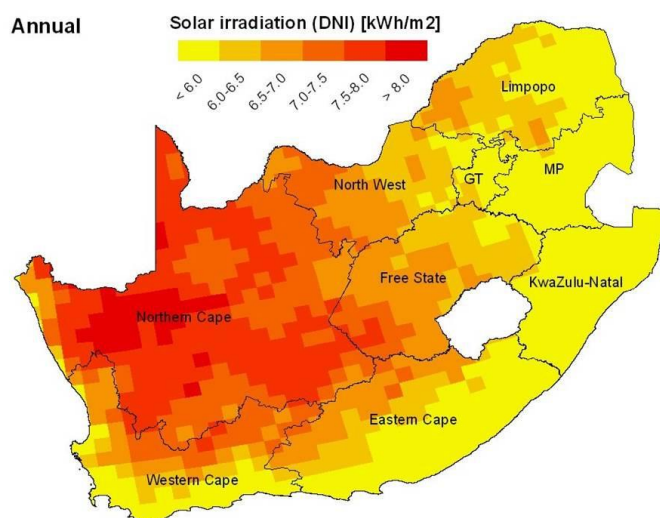 Annual
Solar irradiation (DNI) [kWh/m2]
< 6.0
6.0-6.5
6.5-7.0
7.0-7.5
7.5-8.0
> 8.0
Limpopo
MP
GT
North West
Free State
KwaZulu-Natal
Northern Cape
Eastern Cape
Western Cape